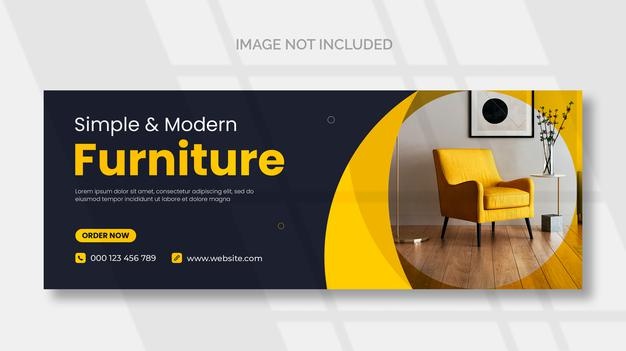 IMAGE NOT INCLUDED
Simple & Modern
Furniture
Lorem ipsum dolor sit amet, consectetur adipiscing elit, sed do
eiusmod tempor incididunt ut labore et dolore magna
ORDER NOW
000 123 456 789
www.website.com